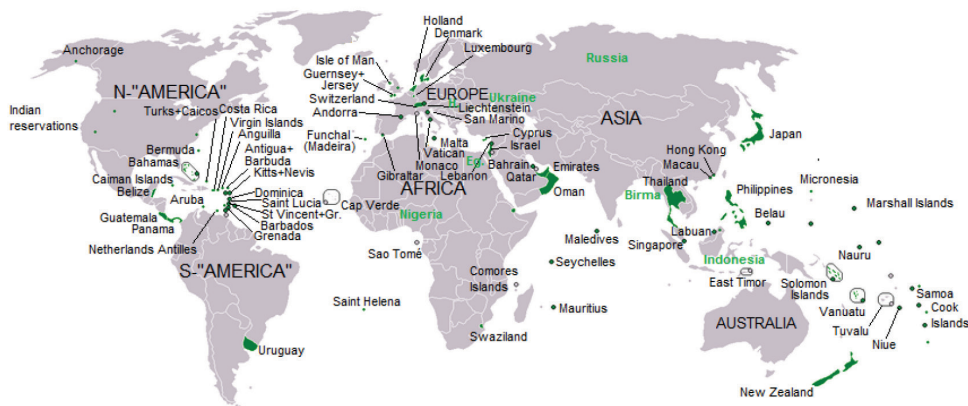 Holland
Denmark
Luxembourg
Anchorage
Isle of Man
Guernsey+
Jersey
Russia
N-"AMERICA"
Switzerland
EUROPE
H.
Ukraine
Liechtenstein
San Marino
ASIA
Andorra
Indian
reservations
Turks+Caicos
Costa Rica
Virgin Islands
Anguilla
Antigua+
Barbuda
Kitts+Nevis
Bermuda
Bahamas
Funchal
(Madeira)
Malta
Vatican
Monaco
Gibraltar
Cyprus
Israel
Eg.
Lebanon
Bahrain
Qatar
Emirates
Oman
Japan
Hong Kong
Macau
Thailand
Birma
Philippines
Micronesia
Marshall Islands
Caiman Islands
Belize
Aruba
Dominica
Saint Lucia
St Vincent+Gr.
Barbados
Grenada
Guatemala
Panama
Netherlands Antilles
AFRICA
Cap Verde
Nigeria
Sao Tomé
Maledives
Labuan
Singapore
Belau
Indonesia
Nauru
S-"AMERICA"
Seychelles
Comores
Islands
East Timor
Solomon
Islands
Samoa
Cook
Islands
Saint Helena
Mauritius
Vanuatu
Tuvalu
Niue
AUSTRALIA
Swaziland
Uruguay
New Zealand